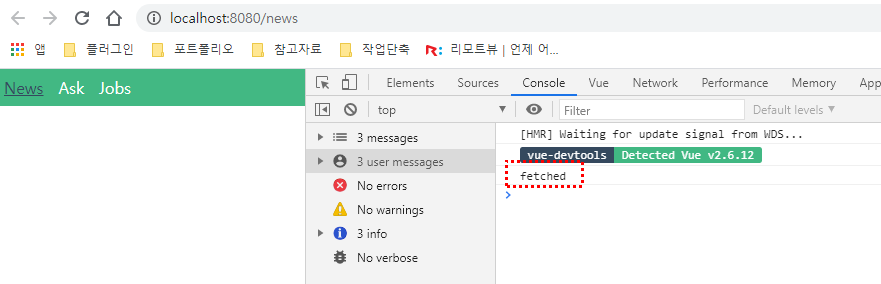 localhost:8080/news
앱 플러그인 포트폴리오 참고자료 작업단축 R: 리모트뷰 | 언제 어...
News Ask Jobs
Elements Sources Console Vue Redirect Network Performance Memory Ap
top Filter Default levels
3 messages
3 user messages
No errors
No warnings
3 info
No verbose
[HMR] Waiting for update signal from WDS...
vue-devtools Detected Vue v2.6.12
fetched